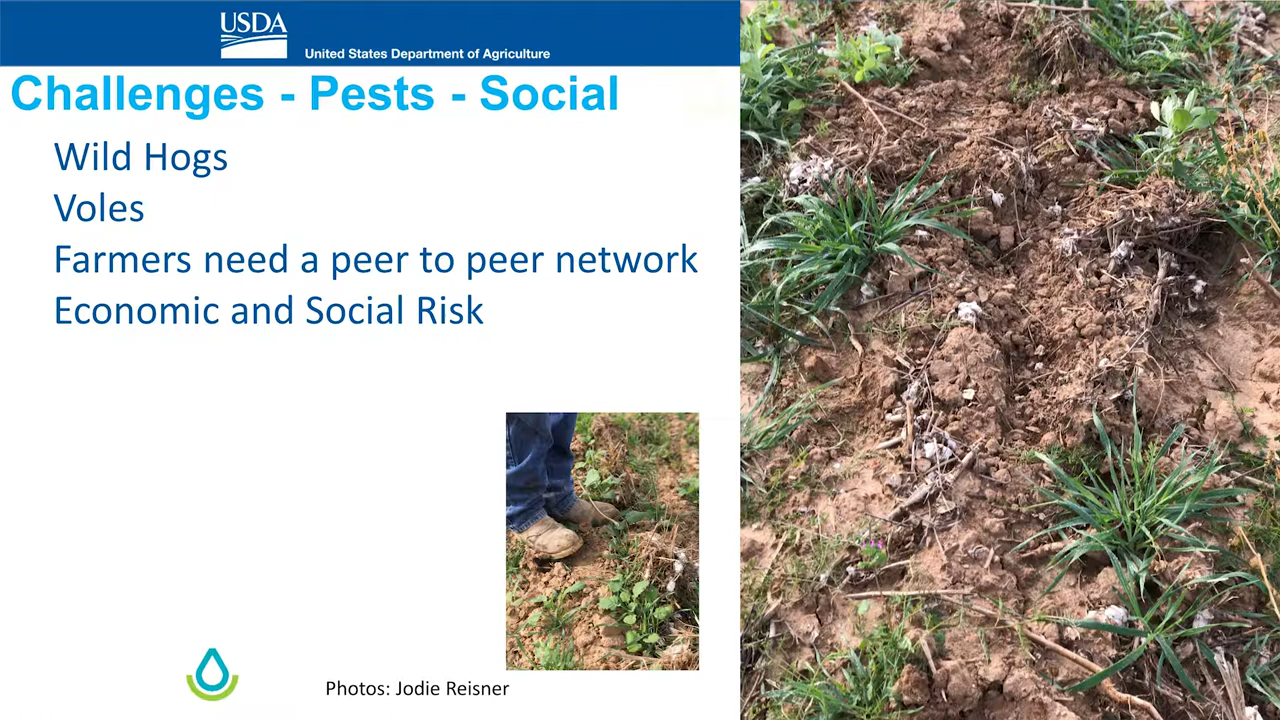 USDA
United States Department of Agriculture
Challenges - Pests - Social
Wild Hogs
Voles
Farmers need a peer to peer network
Economic and Social Risk
Photos: Jodie Reisner